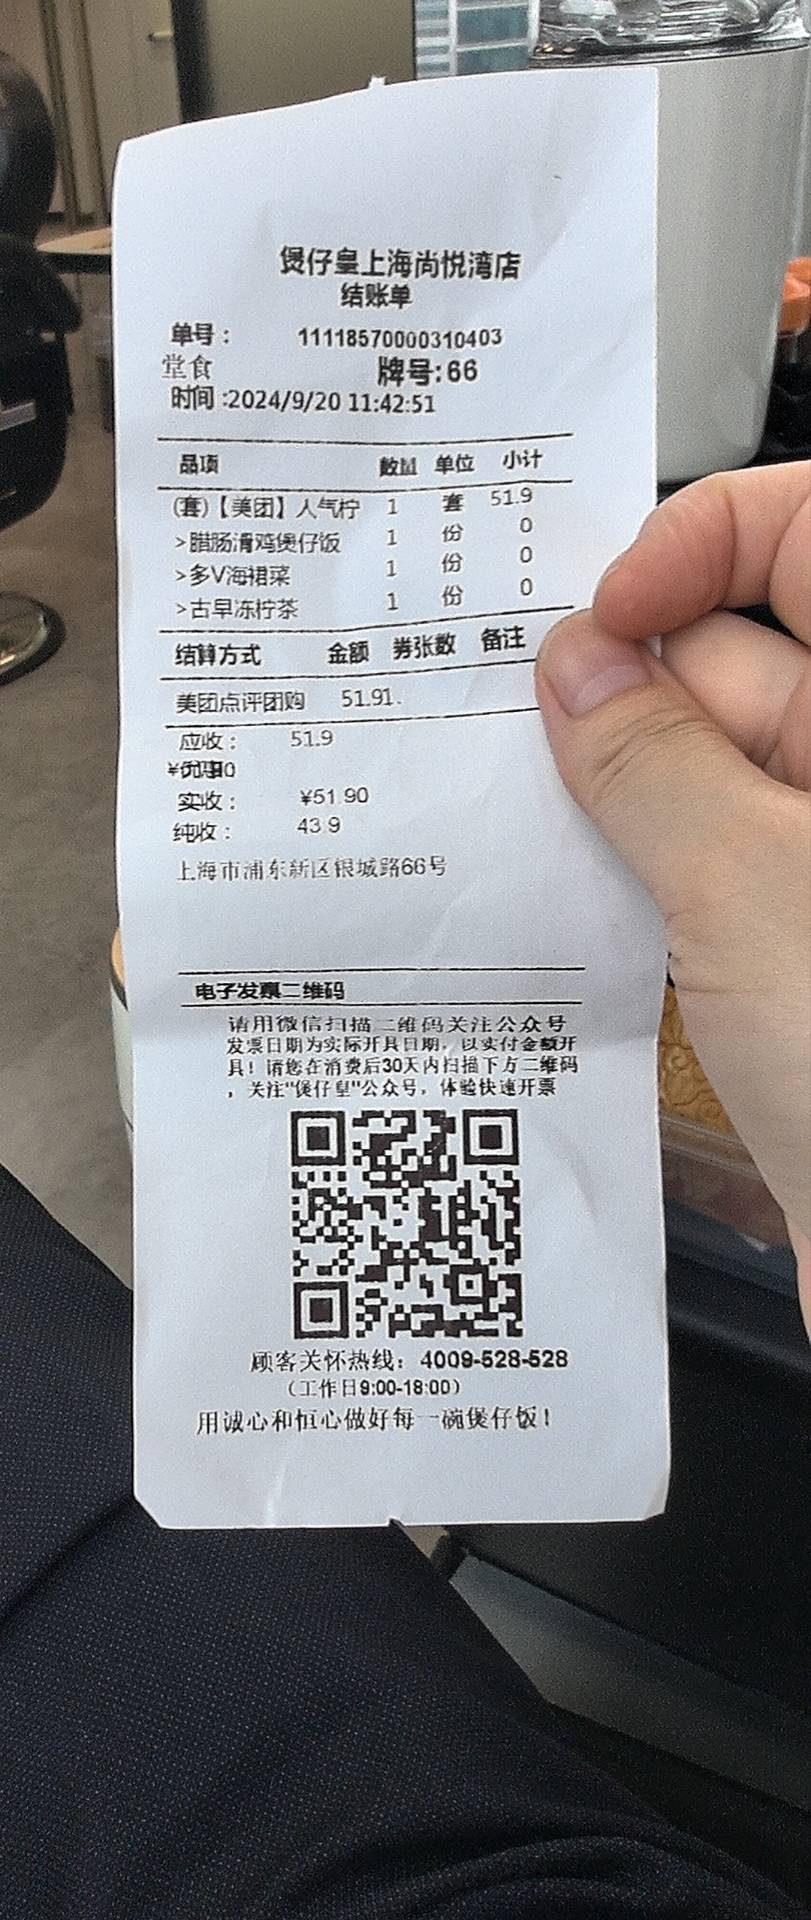 煲仔皇上海尚悦湾店
结账单
单号： 11118570000310403
堂食 牌号:66
时间:2024/9/20 11:42:51
品项 数量 单位 小计
(套)【美团】人气柠 1 套 51.9
>腊肠滑鸡煲仔饭 1 份 0
>多V海裙菜 1 份 0
>古早冻柠茶 1 份 0
结算方式 金额 券张数 备注
美团点评团购 51.91.
应收： 51.9
实收： ¥51.90
纯收： 43.9
上海市浦东新区银城路66号
电子发票二维码
请用微信扫描二维码关注公众号
发票日期为实际开具日期，以实付金额开
具！请您在消费后30天内扫描下方二维码
，关注"煲仔皇"公众号，体验快速开票
顾客关怀热线：4009-528-528
（工作日9:00-18:00）
用诚心和恒心做好每一碗煲仔饭！